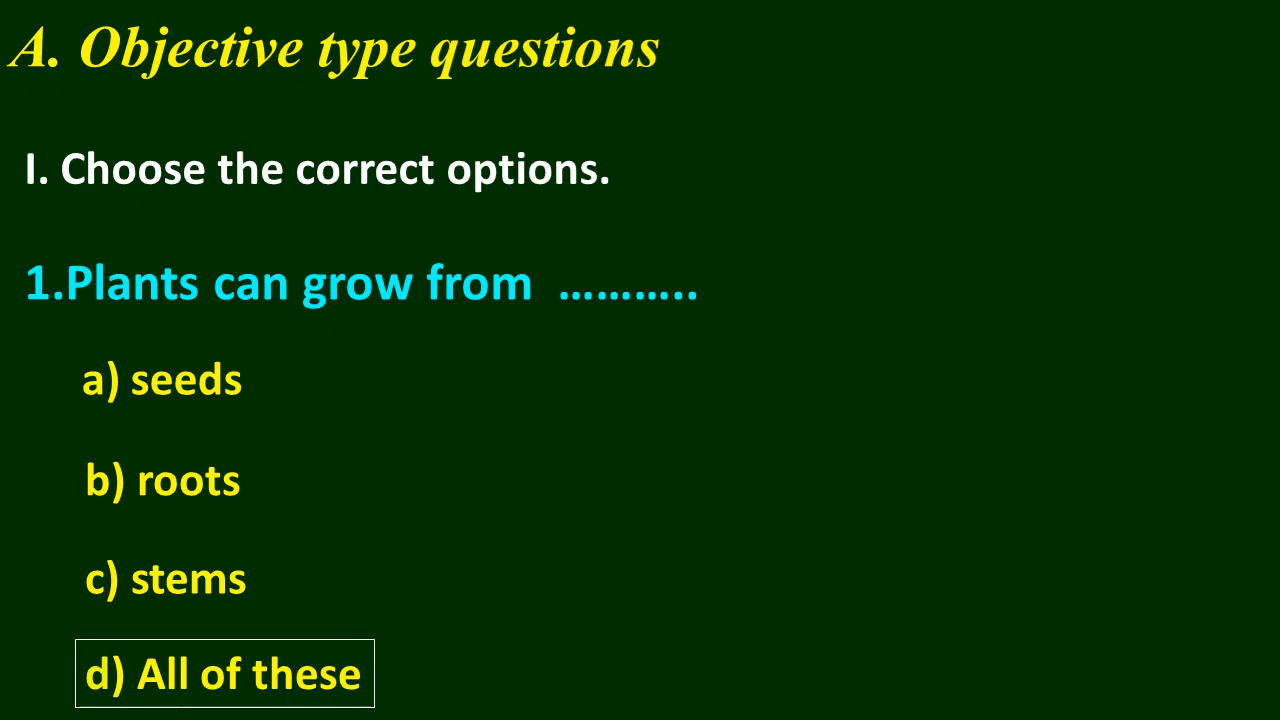 A. Objective type questions
I. Choose the correct options.
1.Plants can grow from ………..
a) seeds
b) roots
c) stems
d) All of these